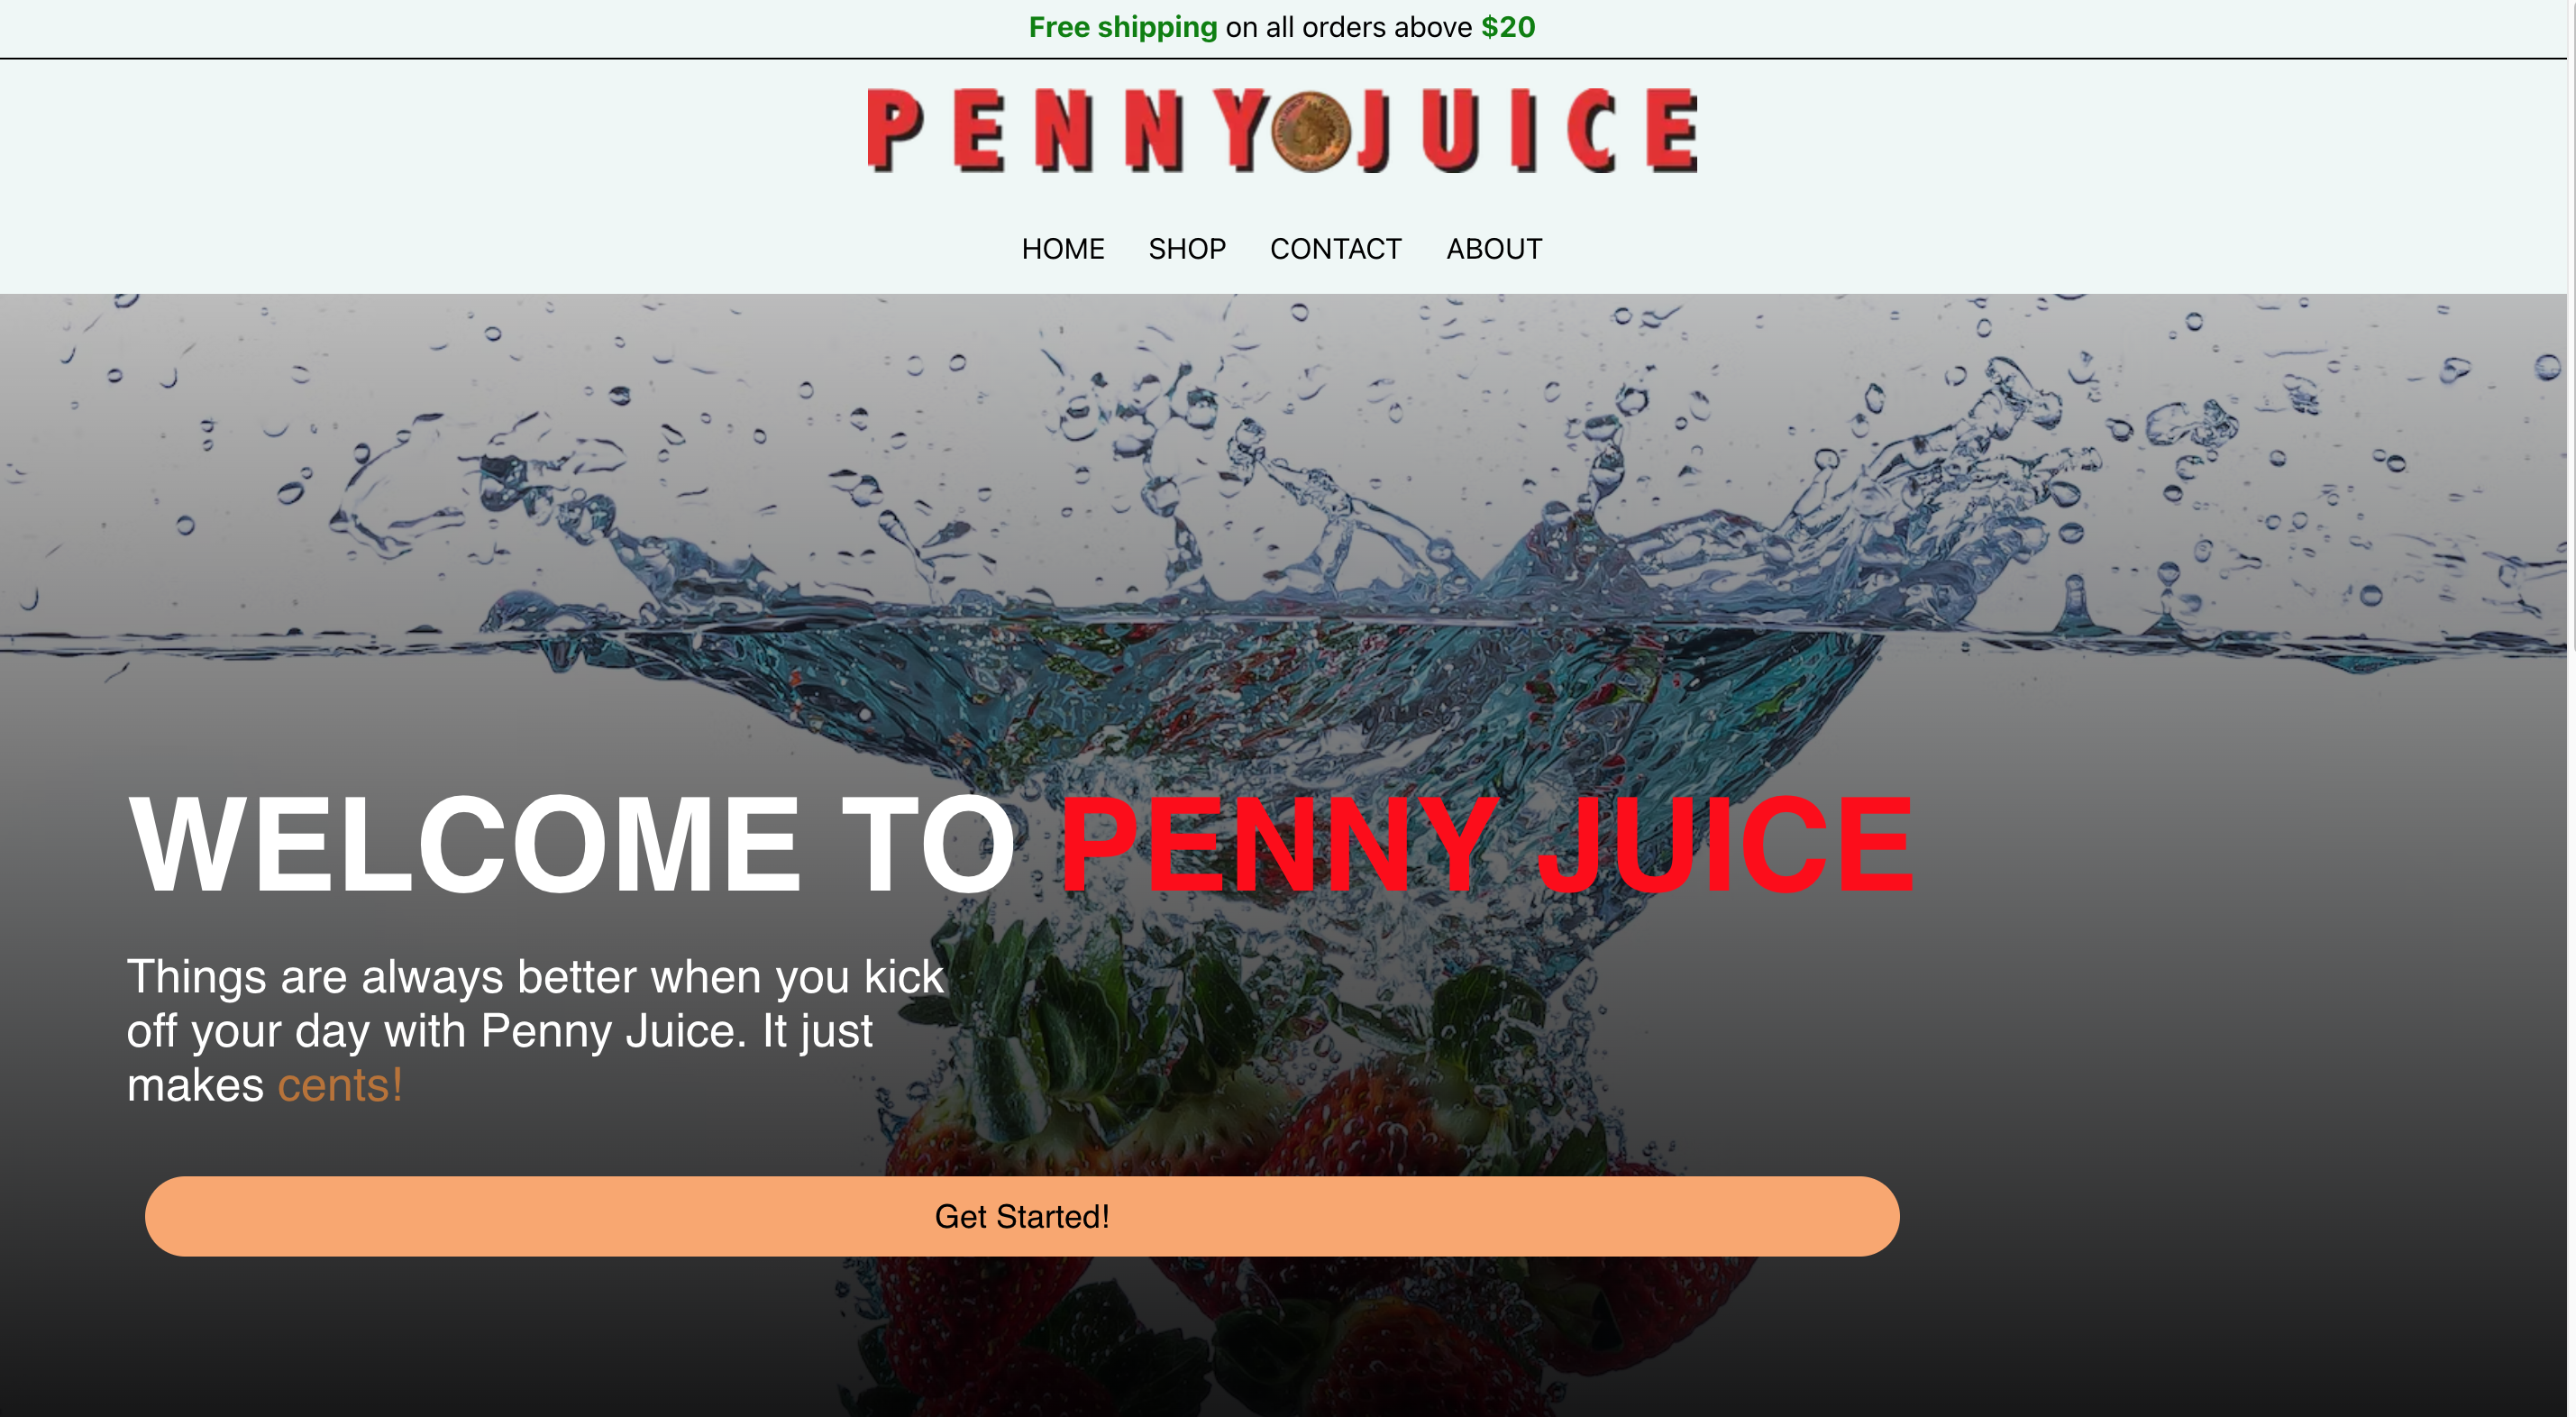 Free shipping on all orders above $20
PENNY JUICE
HOME SHOP CONTACT ABOUT
WELCOME TO PENNY JUICE
Things are always better when you kick
off your day with Penny Juice. It just
makes cents!
Get Started!